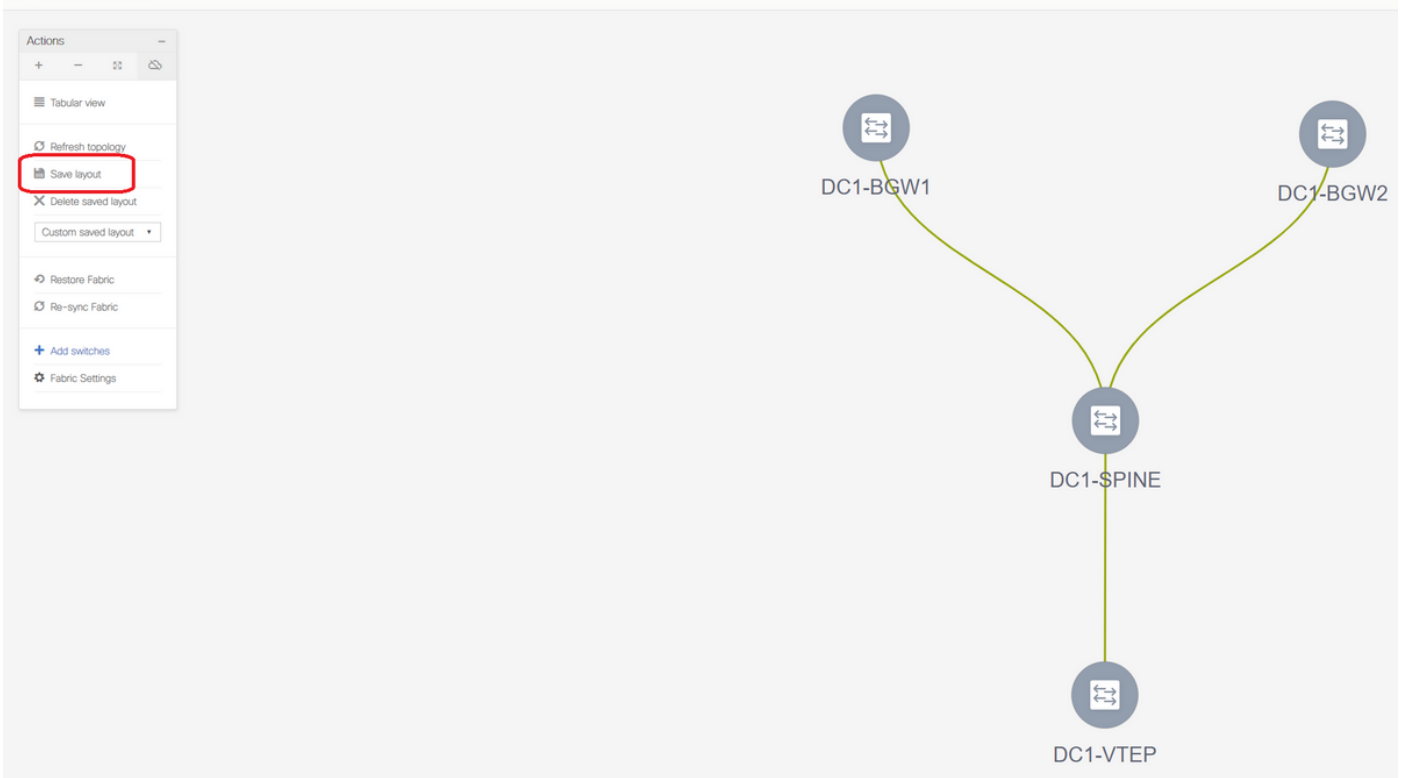 Actions
Tabular view
Refresh topology
Save layout
Delete saved layout
Custom saved layout
Restore Fabric
Re-sync Fabric
Add switches
Fabric Settings
DC1-BGW1
DC1-BGW2
DC1-SPINE
DC1-VTEP